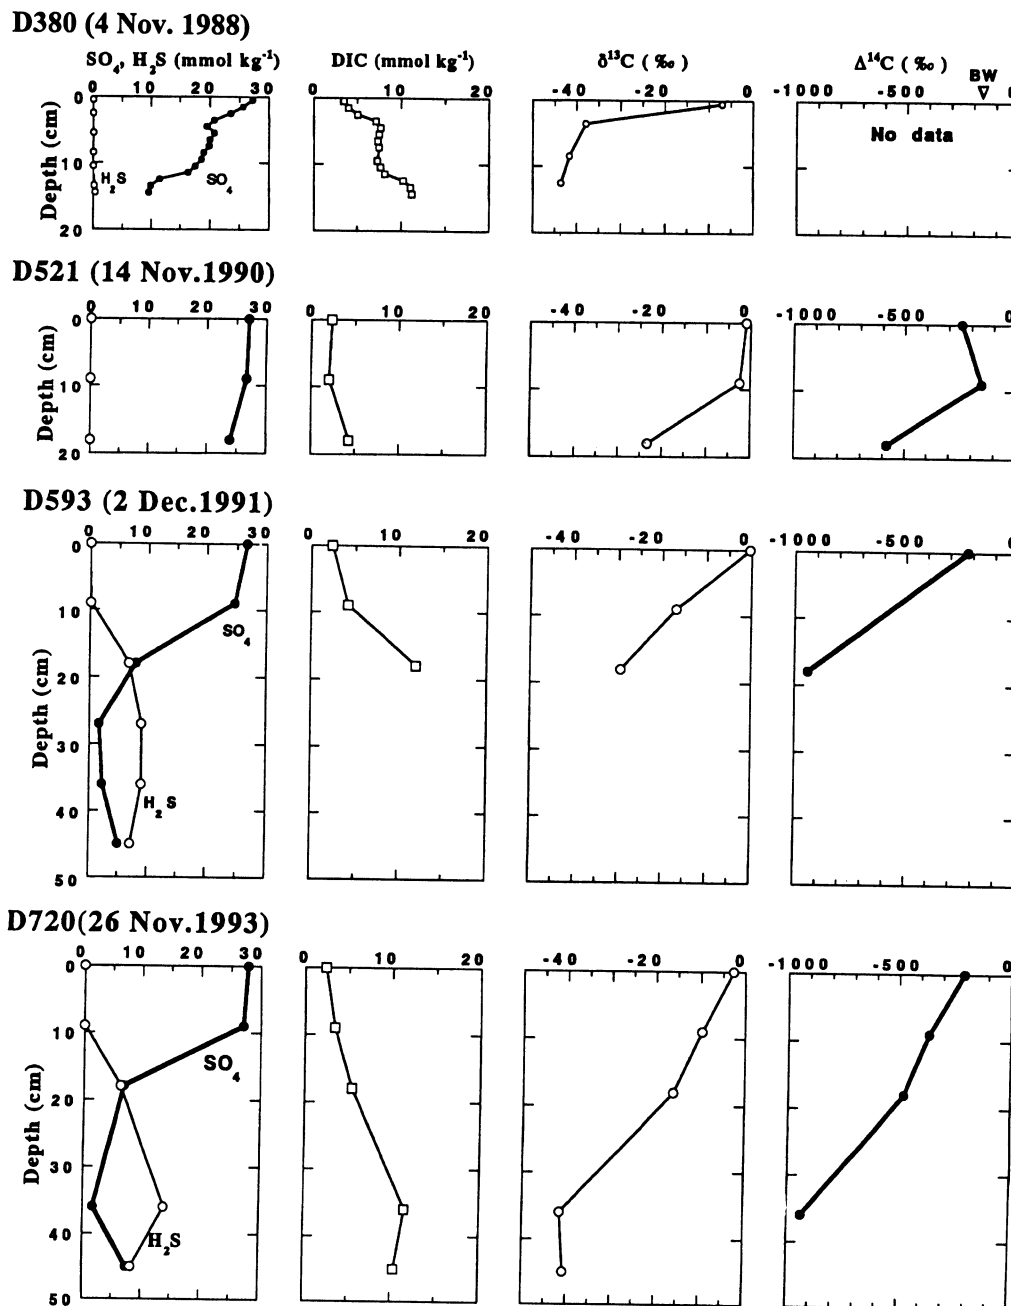 D380 (4 Nov. 1988)
SO4, H2S (mmol kg-1) DIC (mmol kg-1) δ13C ( ‰ ) Δ14C ( ‰ ) BW
0 10 20 30 0 10 20 -40 -20 0 -1000 -500 0
No data
Depth (cm)
0
10
20
H2S SO4
D521 (14 Nov.1990)
0 10 20 30 0 10 20 -40 -20 0 -1000 -500 0
Depth (cm)
0
10
20
D593 (2 Dec.1991)
0 10 20 30 0 10 20 -40 -20 0 -1000 -500 0
Depth (cm)
0
10
20
30
40
50
SO4
H2S
D720(26 Nov.1993)
0 10 20 30 0 10 20 -40 -20 0 -1000 -500 0
Depth (cm)
0
10
20
30
40
50
SO4
H2S